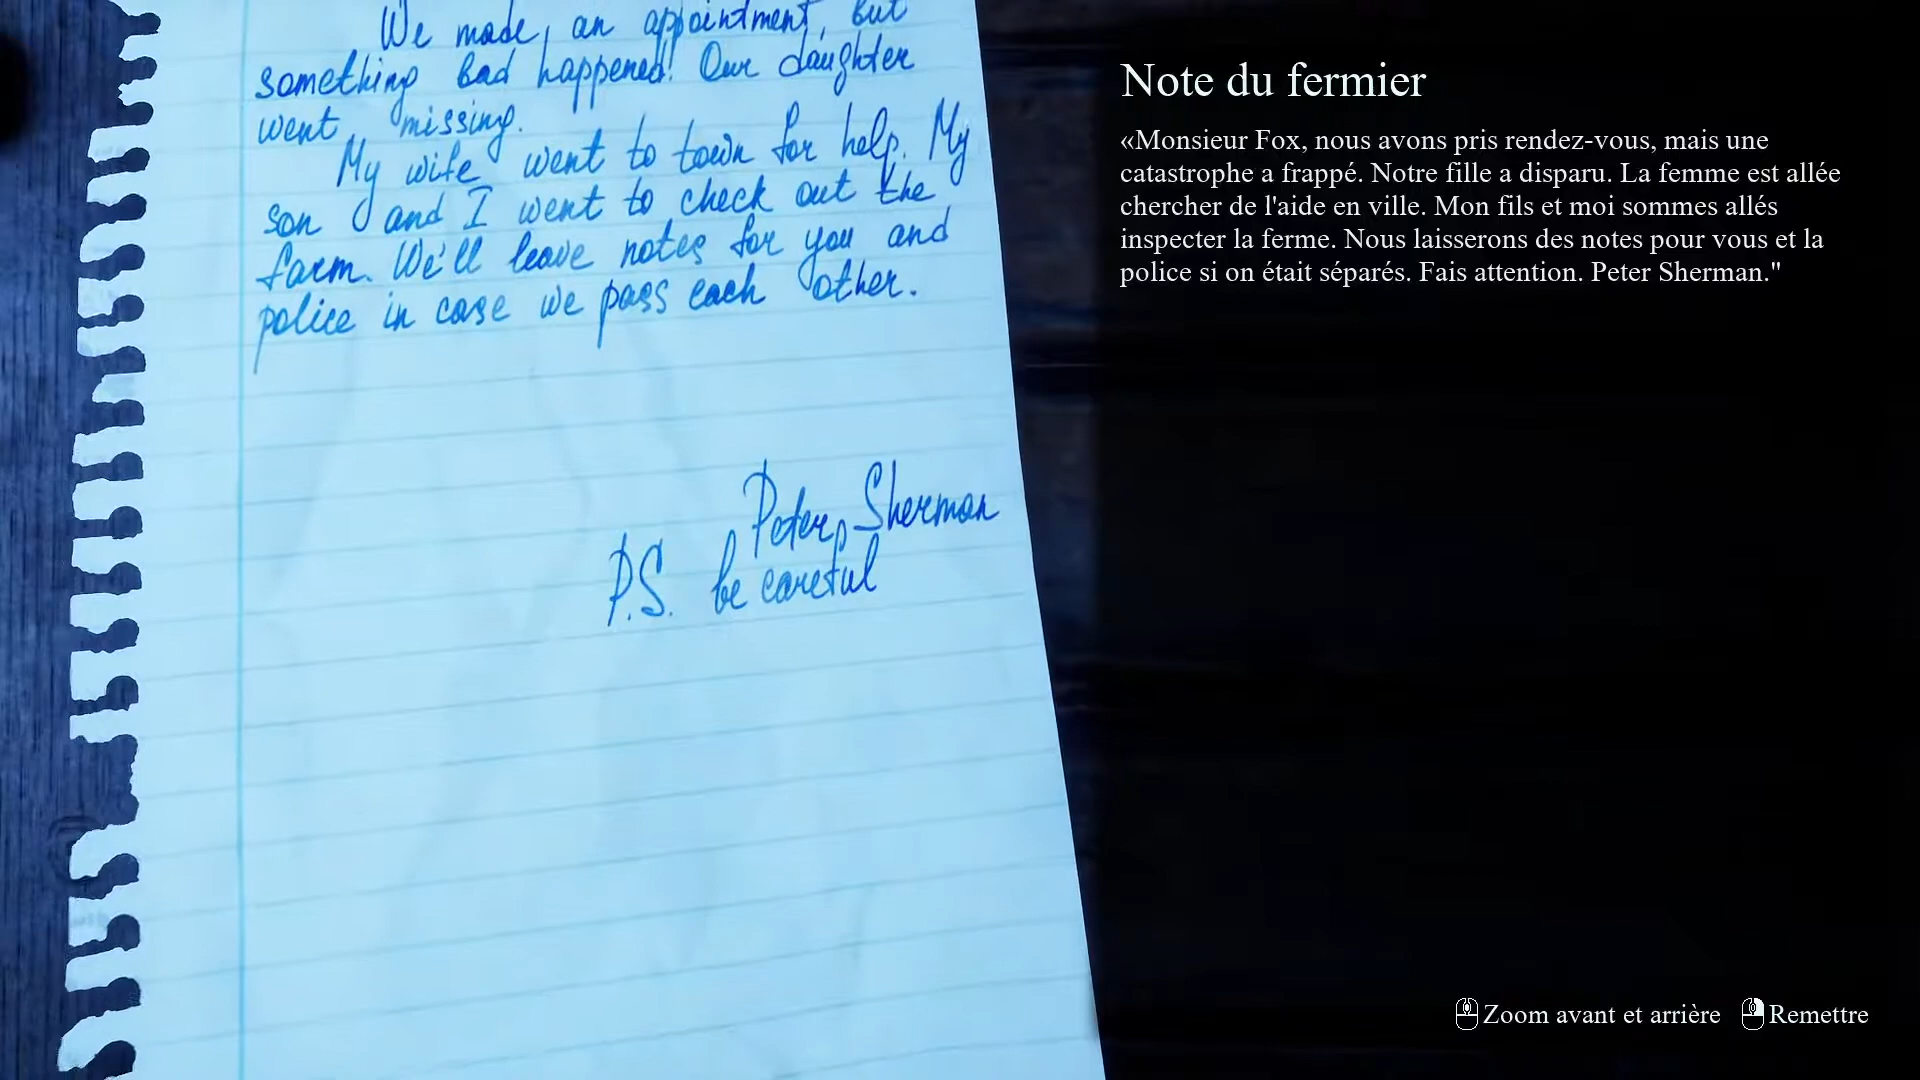 We made an appointment, but
something bad happened! Our daughter
went missing.
My wife went to town for help. My
son and I went to check out the
farm. We'll leave notes for you and
police in case we pass each other.
Peter Sherman
P.S. be careful
Note du fermier
«Monsieur Fox, nous avons pris rendez-vous, mais une
catastrophe a frappé. Notre fille a disparu. La femme est allée
chercher de l'aide en ville. Mon fils et moi sommes allés
inspecter la ferme. Nous laisserons des notes pour vous et la
police si on était séparés. Fais attention. Peter Sherman."
Zoom avant et arrière
Remettre